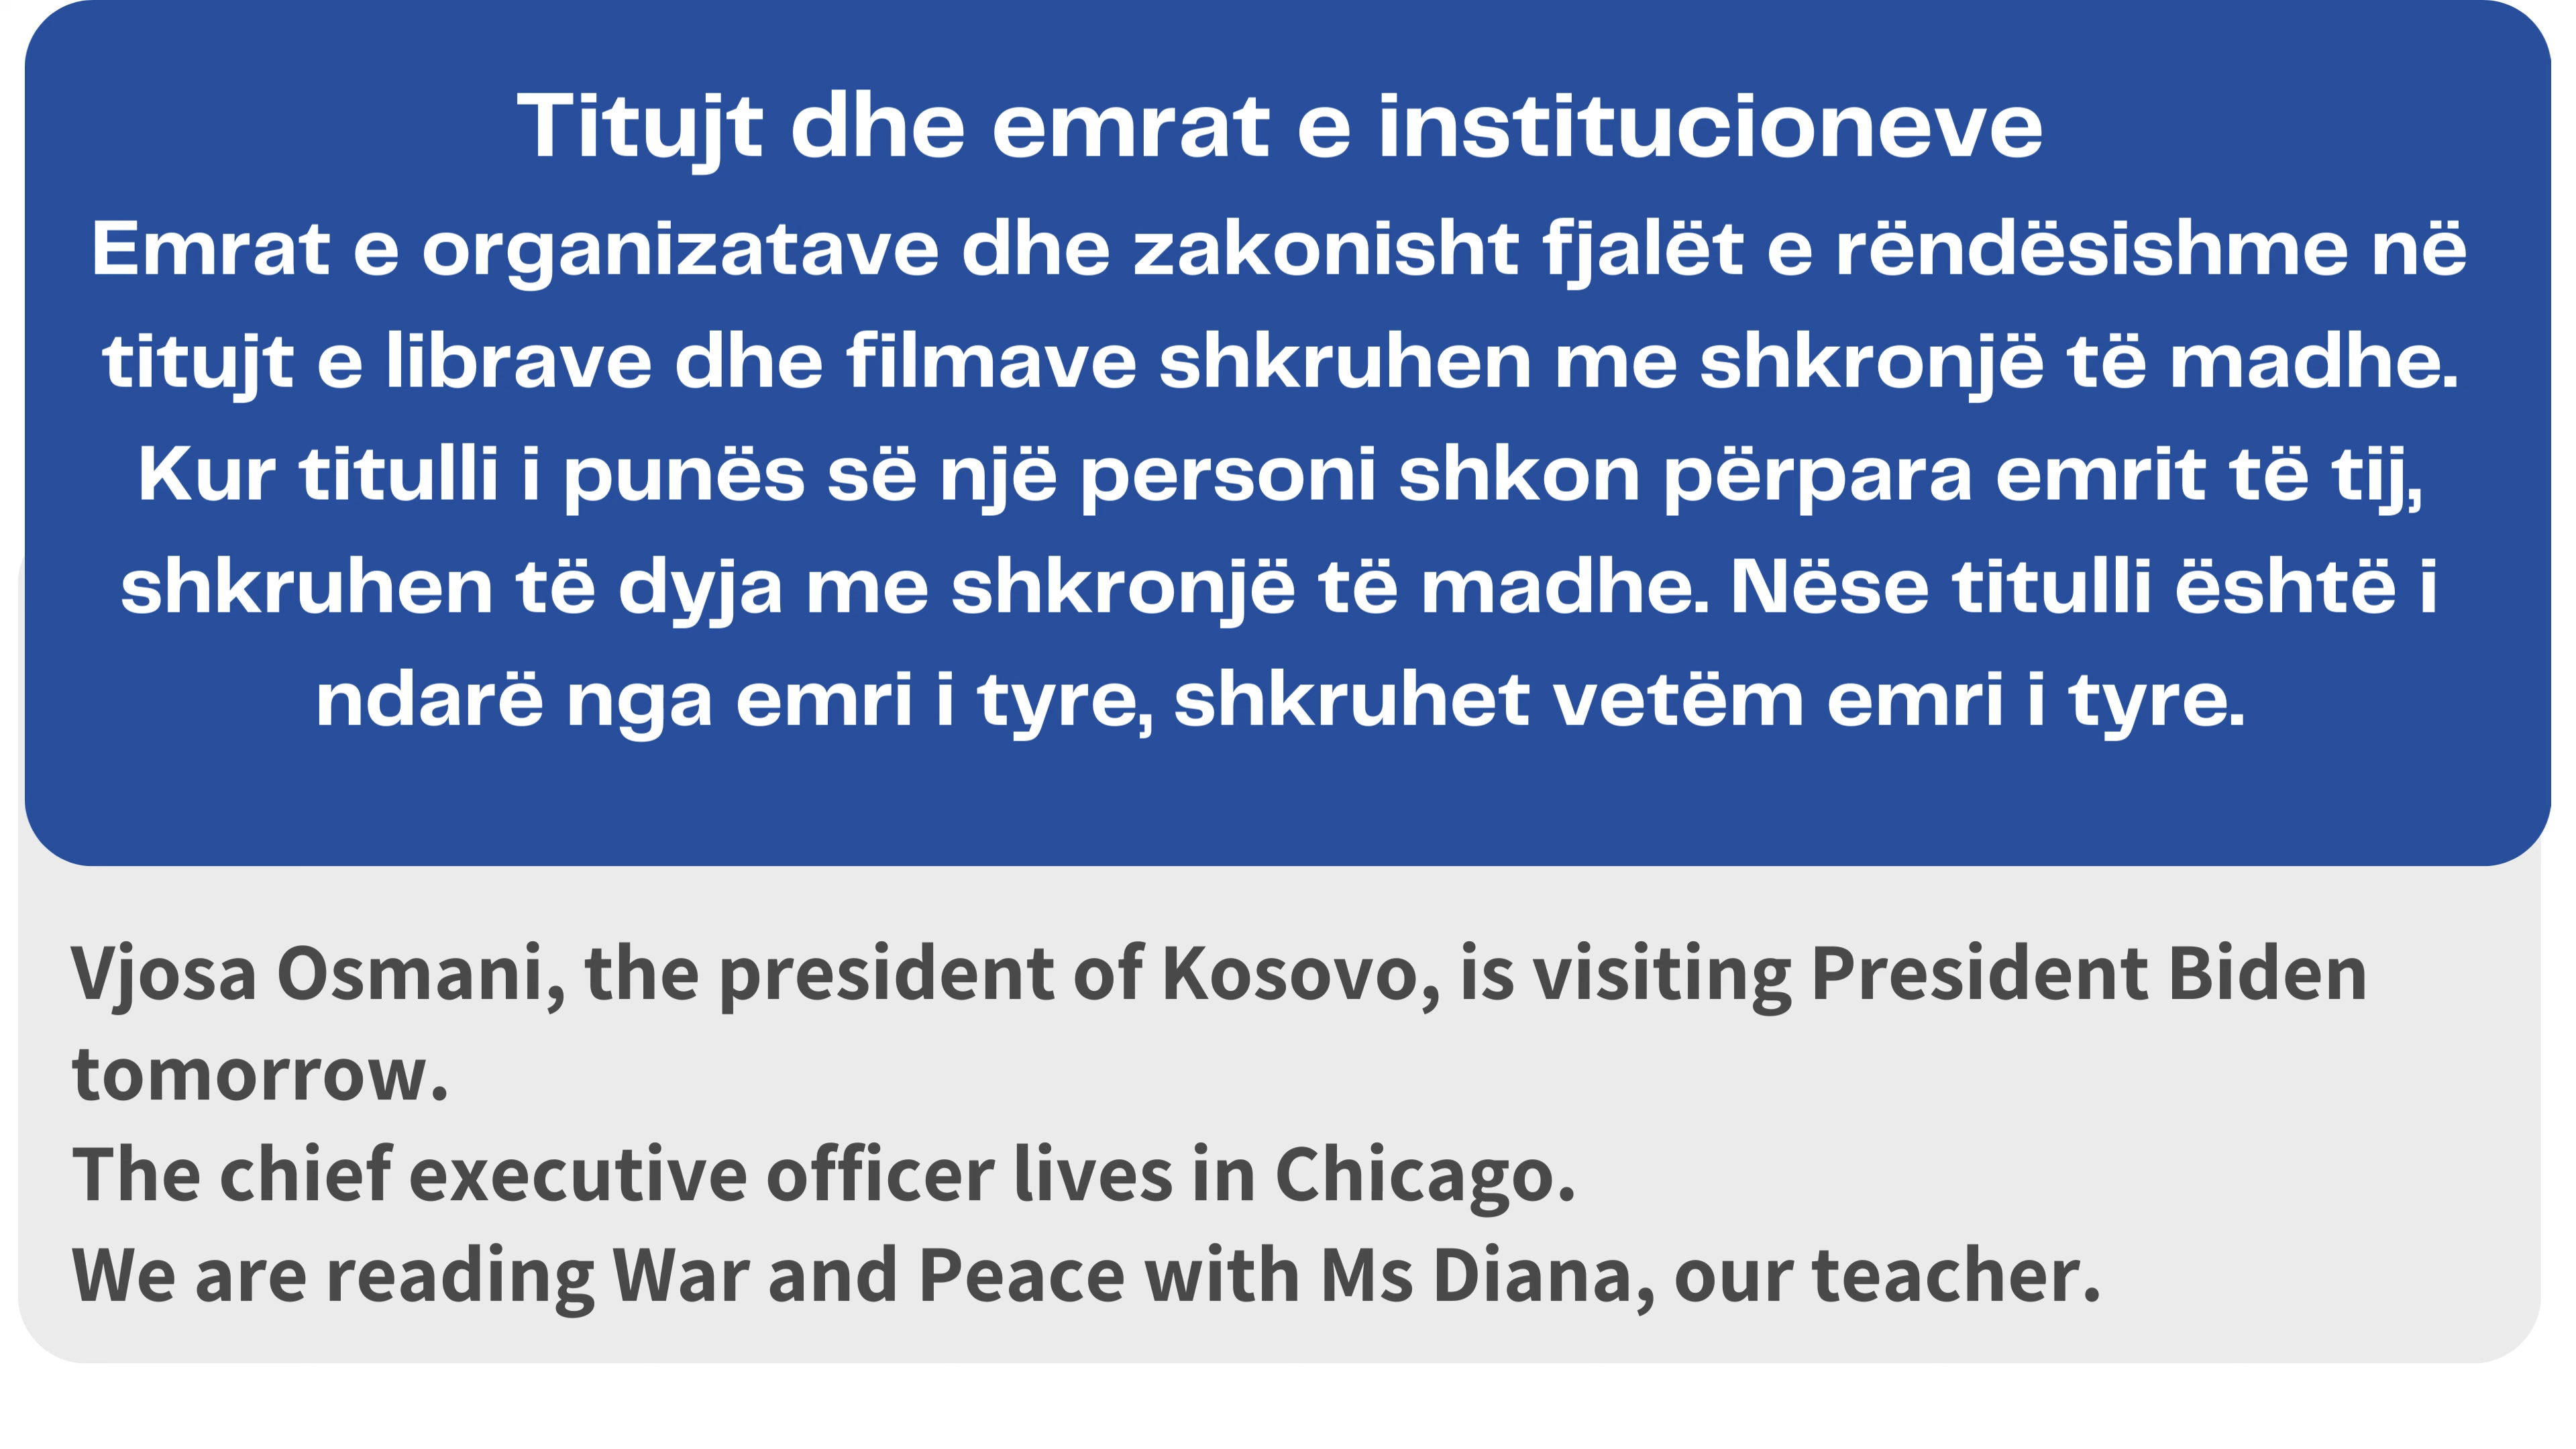 Titujt dhe emrat e institucioneve
Emrat e organizatave dhe zakonisht fjalët e rëndësishme në
titujt e librave dhe filmave shkruhen me shkronjë të madhe.
Kur titulli i punës së një personi shkon përpara emrit të tij,
shkruhen të dyja me shkronjë të madhe. Nëse titulli është i
ndarë nga emri i tyre, shkruhet vetëm emri i tyre.
Vjosa Osmani, the president of Kosovo, is visiting President Biden
tomorrow.
The chief executive officer lives in Chicago.
We are reading War and Peace with Ms Diana, our teacher.